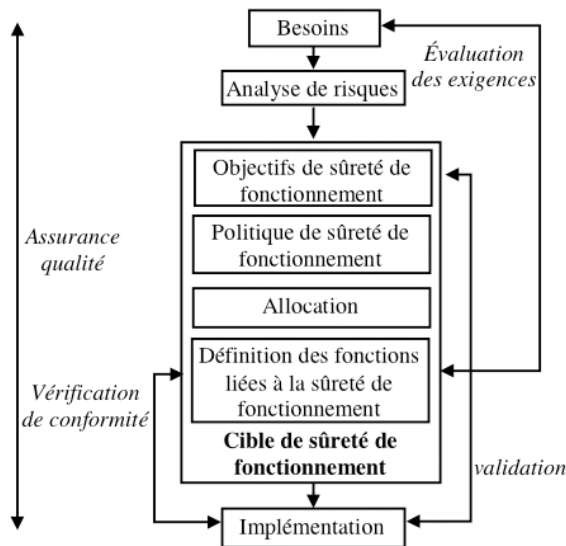 Besoins
Évaluation
des exigences
Analyse de risques
Objectifs de sûreté de
fonctionnement
Politique de sûreté de
fonctionnement
Assurance
qualité
Allocation
Définition des fonctions
liées à la sûreté de
fonctionnement
Vérification
de conformité
Cible de sûreté de
fonctionnement
validation
Implémentation